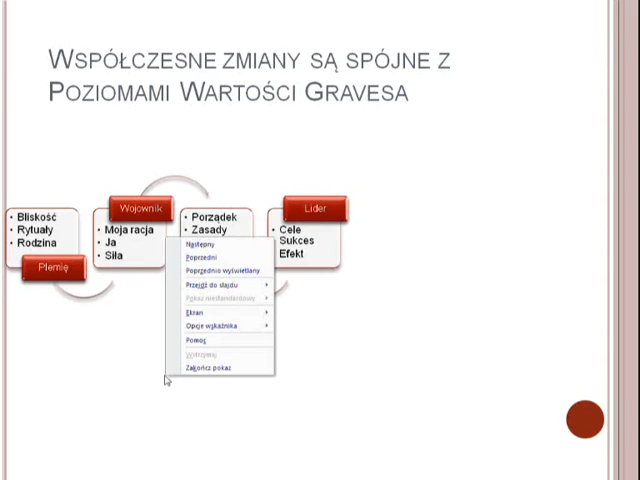 WSPÓŁCZESNE ZMIANY SĄ SPÓJNE Z
POZIOMAMI WARTOŚCI GRAVESA
• Bliskość
• Rytuały
• Rodzina
Plemię
Wojownik
• Moja racja
• Ja
• Siła
• Porządek
• Zasady
Lider
• Cele
Sukces
Efekt
Następny
Poprzedni
Poprzednio wyświetlany
Przejdź do slajdu
Pokaz niestandardowy
Ekran
Opcje wskaźnika
Pomoc
Wstrzymaj
Zakończ pokaz